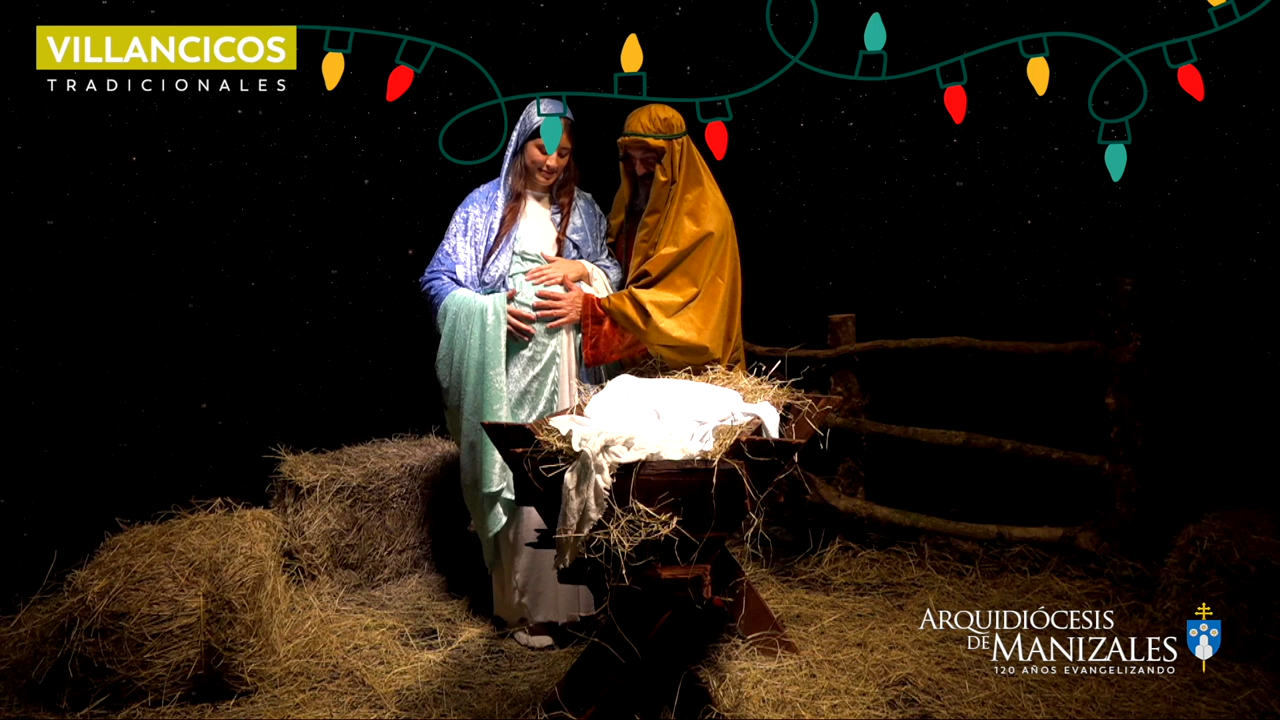 VILLANCICOS
TRADICIONALES
ARQUIDIÓCESIS
DE MANIZALES
120 AÑOS EVANGELIZANDO